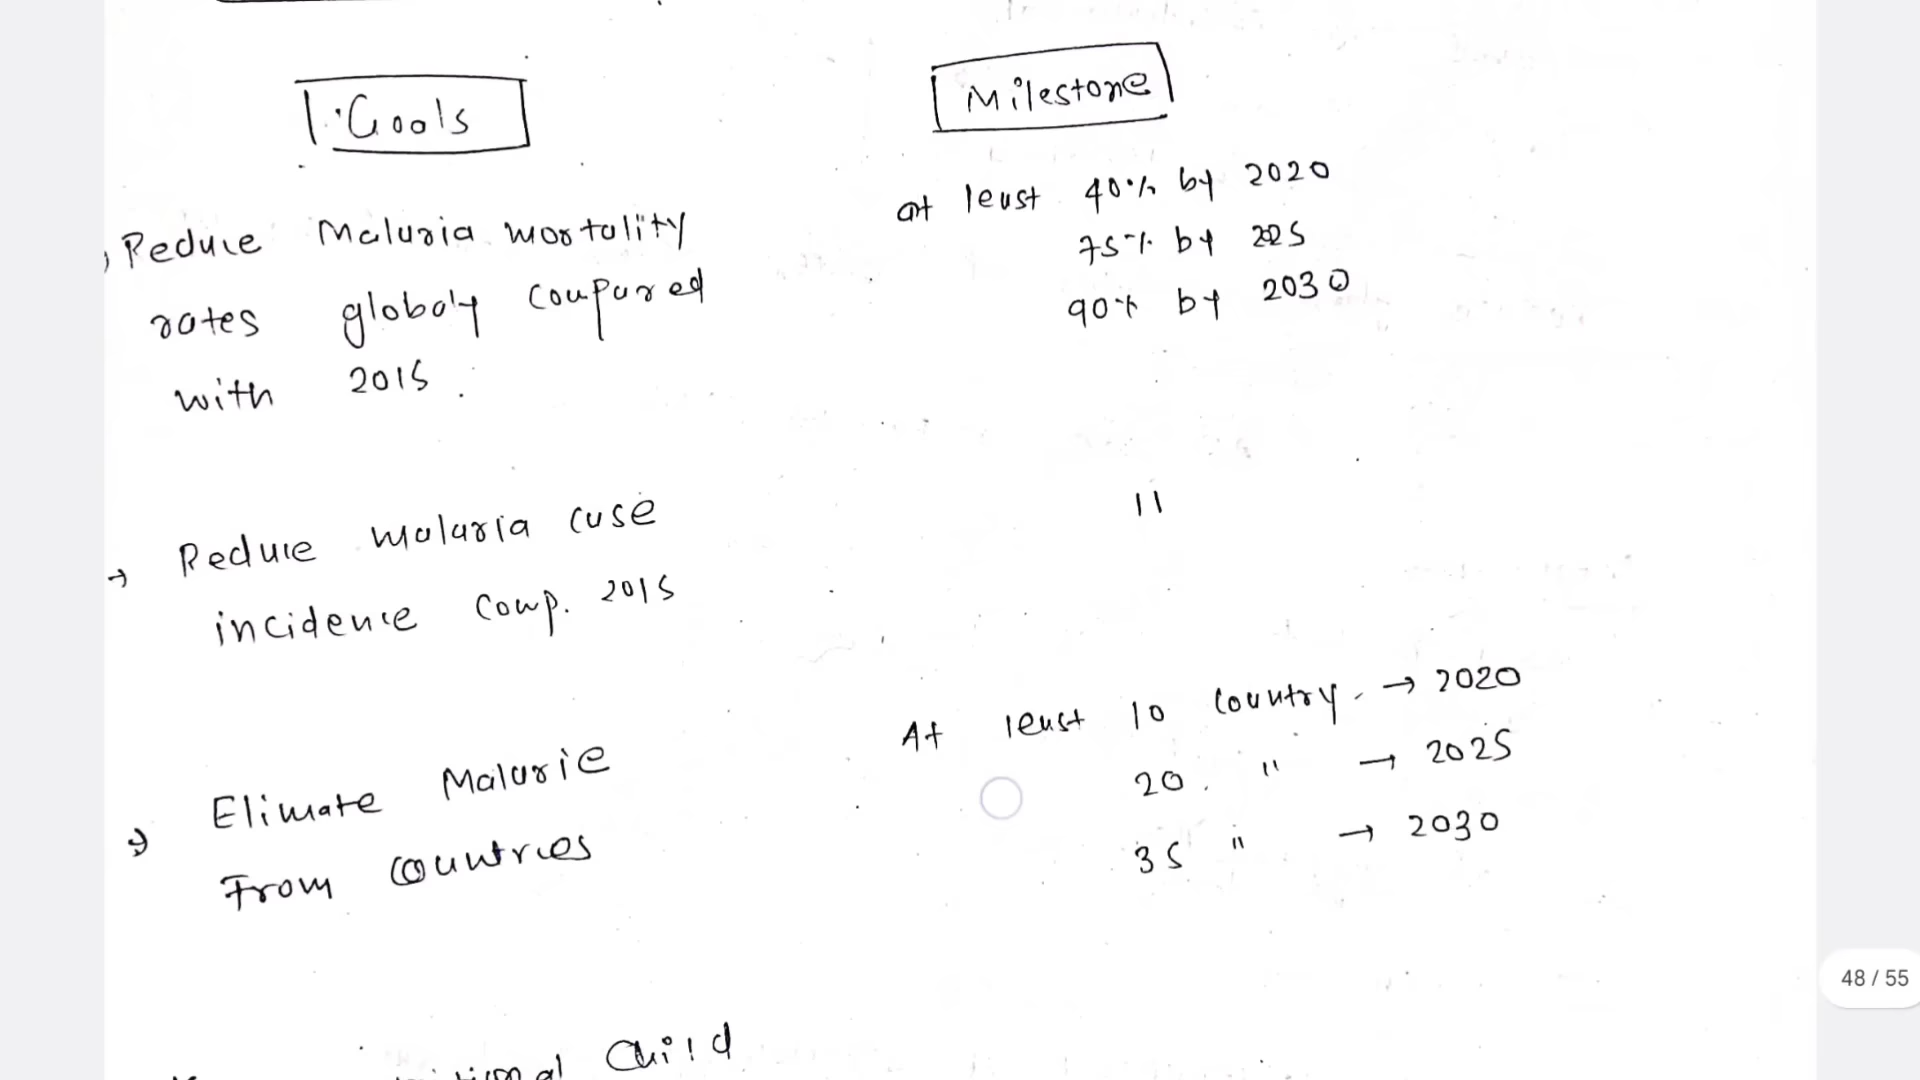 Goals
Milestone
Reduce Malaria mortality
rates globaly compared
with 2015.
at least 40% by 2020
75% by 2025
90% by 2030
→ Reduce malaria case
incidence comp. 2015
11
→ Elimate Malarie
From countries
At least 10 country. → 2020
20 " → 2025
35 " → 2030
Child
48 / 55